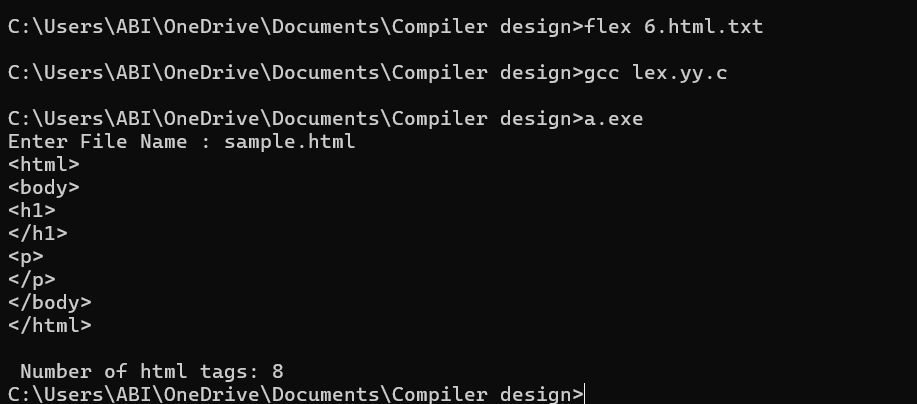 C:\Users\ABI\OneDrive\Documents\Compiler design>flex 6.html.txt
C:\Users\ABI\OneDrive\Documents\Compiler design>gcc lex.yy.c
C:\Users\ABI\OneDrive\Documents\Compiler design>a.exe
Enter File Name : sample.html
<html>
<body>
<h1>
</h1>
<p>
</p>
</body>
</html>
Number of html tags: 8
C:\Users\ABI\OneDrive\Documents\Compiler design>